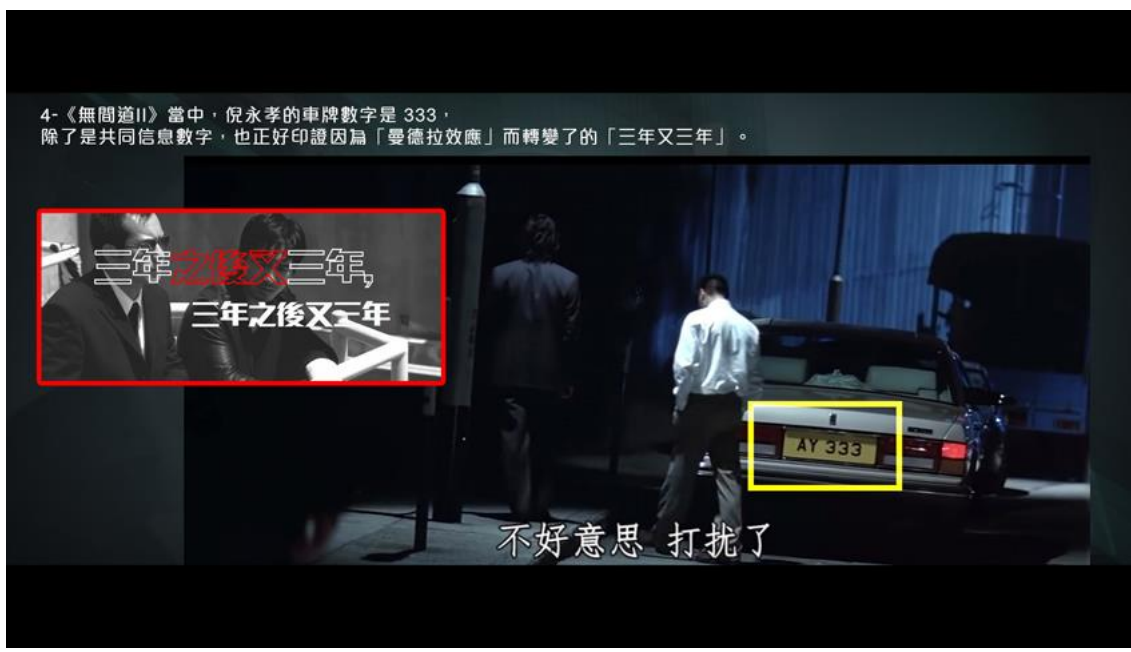 4-《無間道II》當中，倪永孝的車牌數字是 333，
除了是共同信息數字，也正好印證因為「曼德拉效應」而轉變了的「三年又三年」。
三年之後又三年,
三年之後又三年
AY 333
不好意思 打扰了